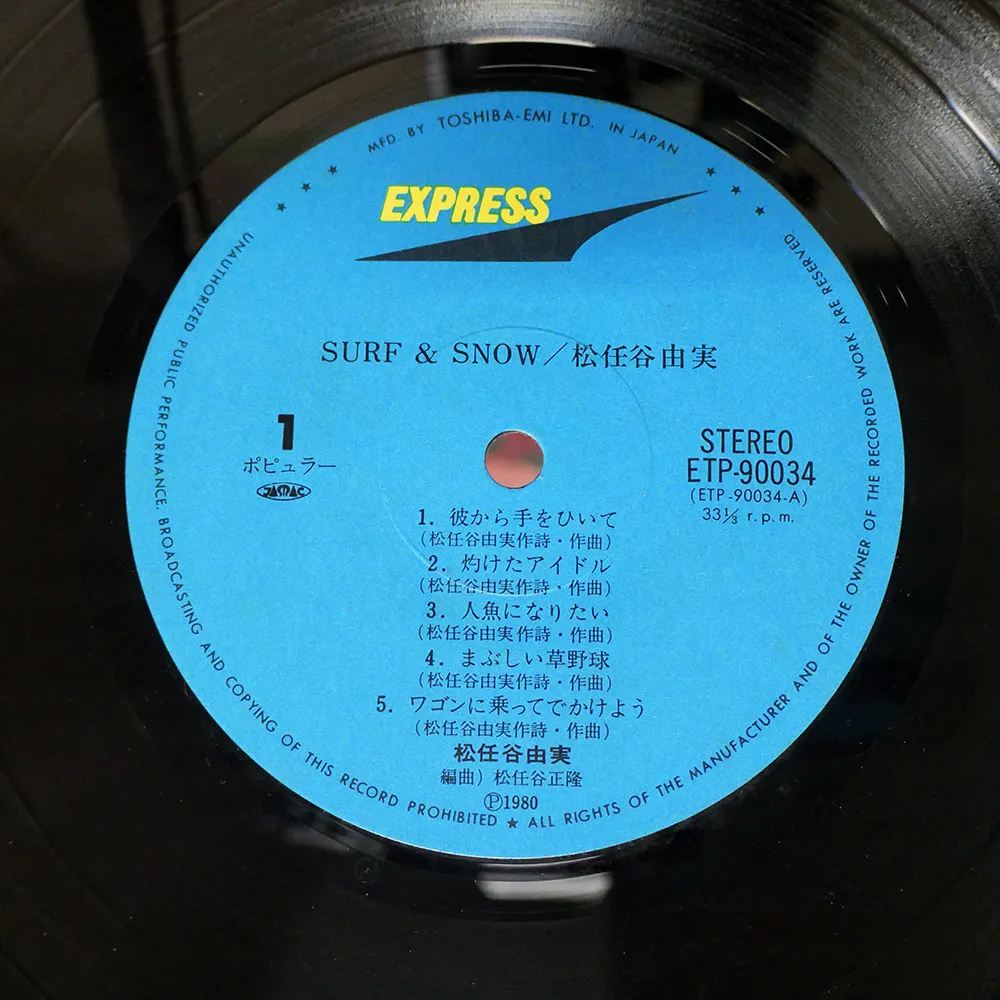 MFD. BY TOSHIBA-EMI LTD. IN JAPAN
EXPRESS
SURF & SNOW/松任谷由実
1
ポピュラー
JASRAC
STEREO
ETP-90034
(ETP-90034-A)
33⅓ r.p.m.
1. 彼から手をひいて
(松任谷由実作詩・作曲)
2. 灼けたアイドル
(松任谷由実作詩・作曲)
3. 人魚になりたい
(松任谷由実作詩・作曲)
4. まぶしい草野球
(松任谷由実作詩・作曲)
5. ワゴンに乗ってでかけよう
(松任谷由実作詩・作曲)
松任谷由実
編曲) 松任谷正隆
Ⓟ1980
UNAUTHORIZED PUBLIC PERFORMANCE. BROADCASTING AND COPYING OF THIS RECORD PROHIBITED ★ ALL RIGHTS OF THE MANUFACTURER AND OF THE OWNER OF THE RECORDED WORK ARE RESERVED